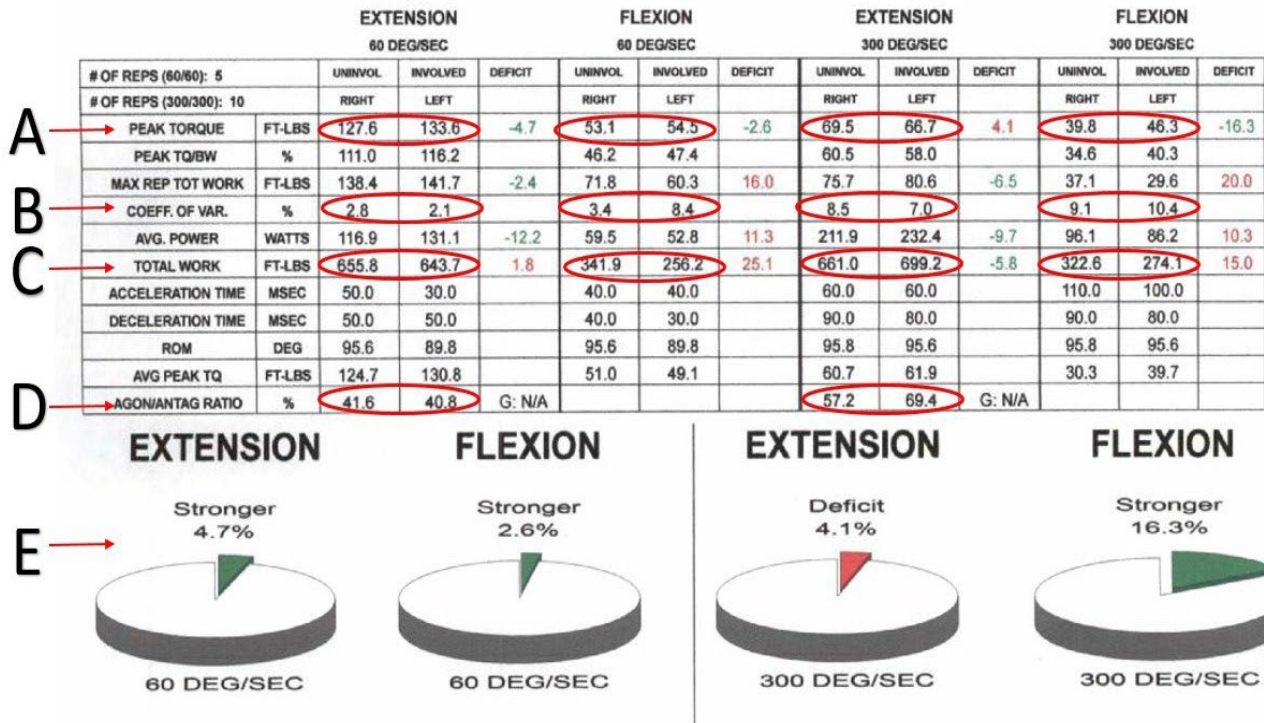 EXTENSION FLEXION EXTENSION FLEXION
60 DEG/SEC 60 DEG/SEC 300 DEG/SEC 300 DEG/SEC
# OF REPS (60/60): 5 UNINVOL INVOLVED DEFICIT UNINVOL INVOLVED DEFICIT UNINVOL INVOLVED DEFICIT UNINVOL INVOLVED DEFICIT
# OF REPS (300/300): 10 RIGHT LEFT RIGHT LEFT RIGHT LEFT RIGHT LEFT
A PEAK TORQUE FT-LBS 127.6 133.6 -4.7 53.1 54.5 -2.6 69.5 66.7 4.1 39.8 46.3 -16.3
PEAK TQ/BW % 111.0 116.2 46.2 47.4 60.5 58.0 34.6 40.3
MAX REP TOT WORK FT-LBS 138.4 141.7 -2.4 71.8 60.3 16.0 75.7 80.6 -6.5 37.1 29.6 20.0
B COEFF. OF VAR. % 2.8 2.1 3.4 8.4 8.5 7.0 9.1 10.4
AVG. POWER WATTS 116.9 131.1 -12.2 59.5 52.8 11.3 211.9 232.4 -9.7 96.1 86.2 10.3
C TOTAL WORK FT-LBS 655.8 643.7 1.8 341.9 256.2 25.1 661.0 699.2 -5.8 322.6 274.1 15.0
ACCELERATION TIME MSEC 50.0 30.0 40.0 40.0 60.0 60.0 110.0 100.0
DECELERATION TIME MSEC 50.0 50.0 40.0 30.0 90.0 80.0 90.0 80.0
ROM DEG 95.6 89.8 95.6 89.8 95.8 95.6 95.8 95.6
AVG PEAK TQ FT-LBS 124.7 130.8 51.0 49.1 60.7 61.9 30.3 39.7
D AGON/ANTAG RATIO % 41.6 40.8 G: N/A 57.2 69.4 G: N/A
EXTENSION FLEXION EXTENSION FLEXION
Stronger Stronger Deficit Stronger
4.7% 2.6% 4.1% 16.3%
E
60 DEG/SEC 60 DEG/SEC 300 DEG/SEC 300 DEG/SEC